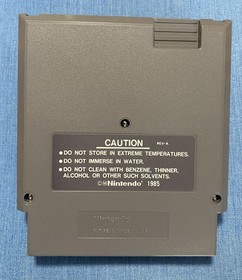 CAUTION REV-A
• DO NOT STORE IN EXTREME TEMPERATURES.
• DO NOT IMMERSE IN WATER.
• DO NOT CLEAN WITH BENZENE, THINNER,
ALCOHOL OR OTHER SUCH SOLVENTS.
©®Nintendo 1985
Nintendo